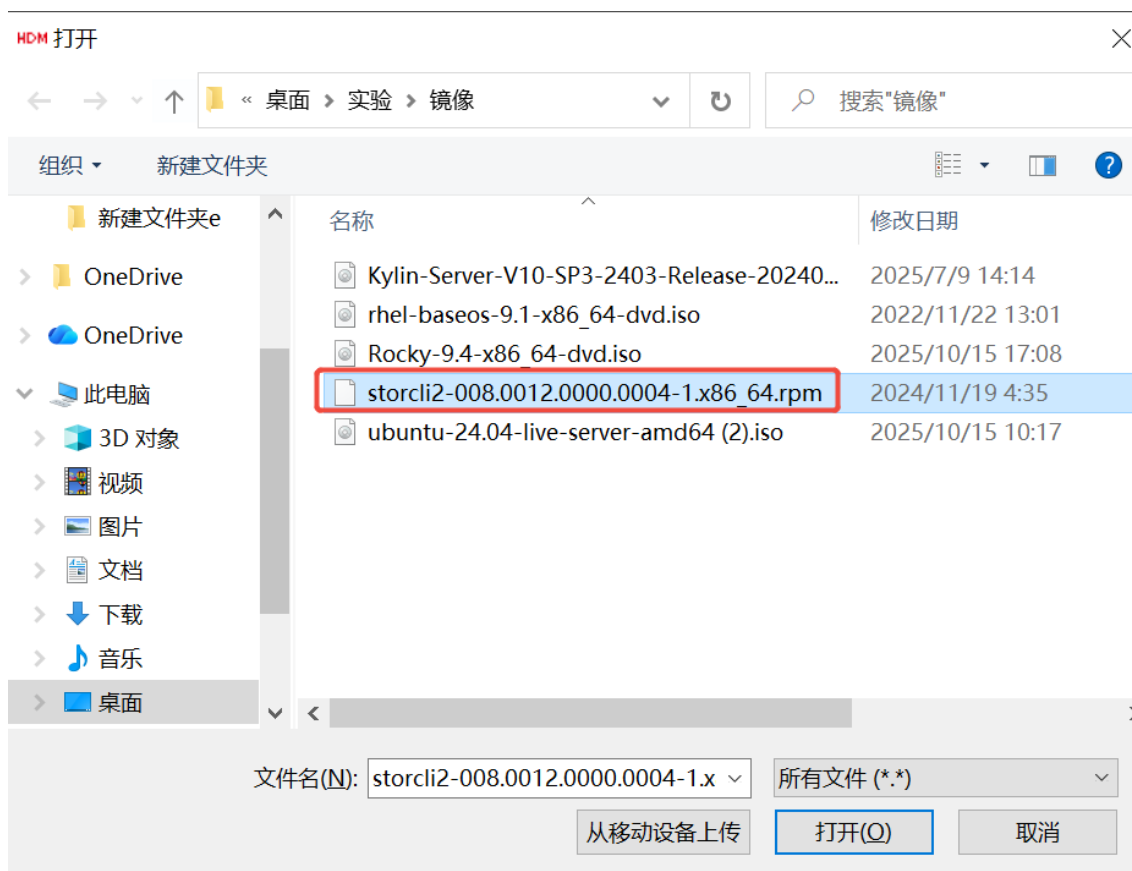 HDM 打开
« 桌面 > 实验 > 镜像
搜索"镜像"
组织 新建文件夹
名称 修改日期
新建文件夹e
OneDrive
OneDrive
此电脑
3D 对象
视频
图片
文档
下载
音乐
桌面
Kylin-Server-V10-SP3-2403-Release-20240... 2025/7/9 14:14
rhel-baseos-9.1-x86_64-dvd.iso 2022/11/22 13:01
Rocky-9.4-x86_64-dvd.iso 2025/10/15 17:08
storcli2-008.0012.0000.0004-1.x86_64.rpm 2024/11/19 4:35
ubuntu-24.04-live-server-amd64 (2).iso 2025/10/15 10:17
文件名(N): storcli2-008.0012.0000.0004-1.x 所有文件 (*.*)
从移动设备上传 打开(O) 取消